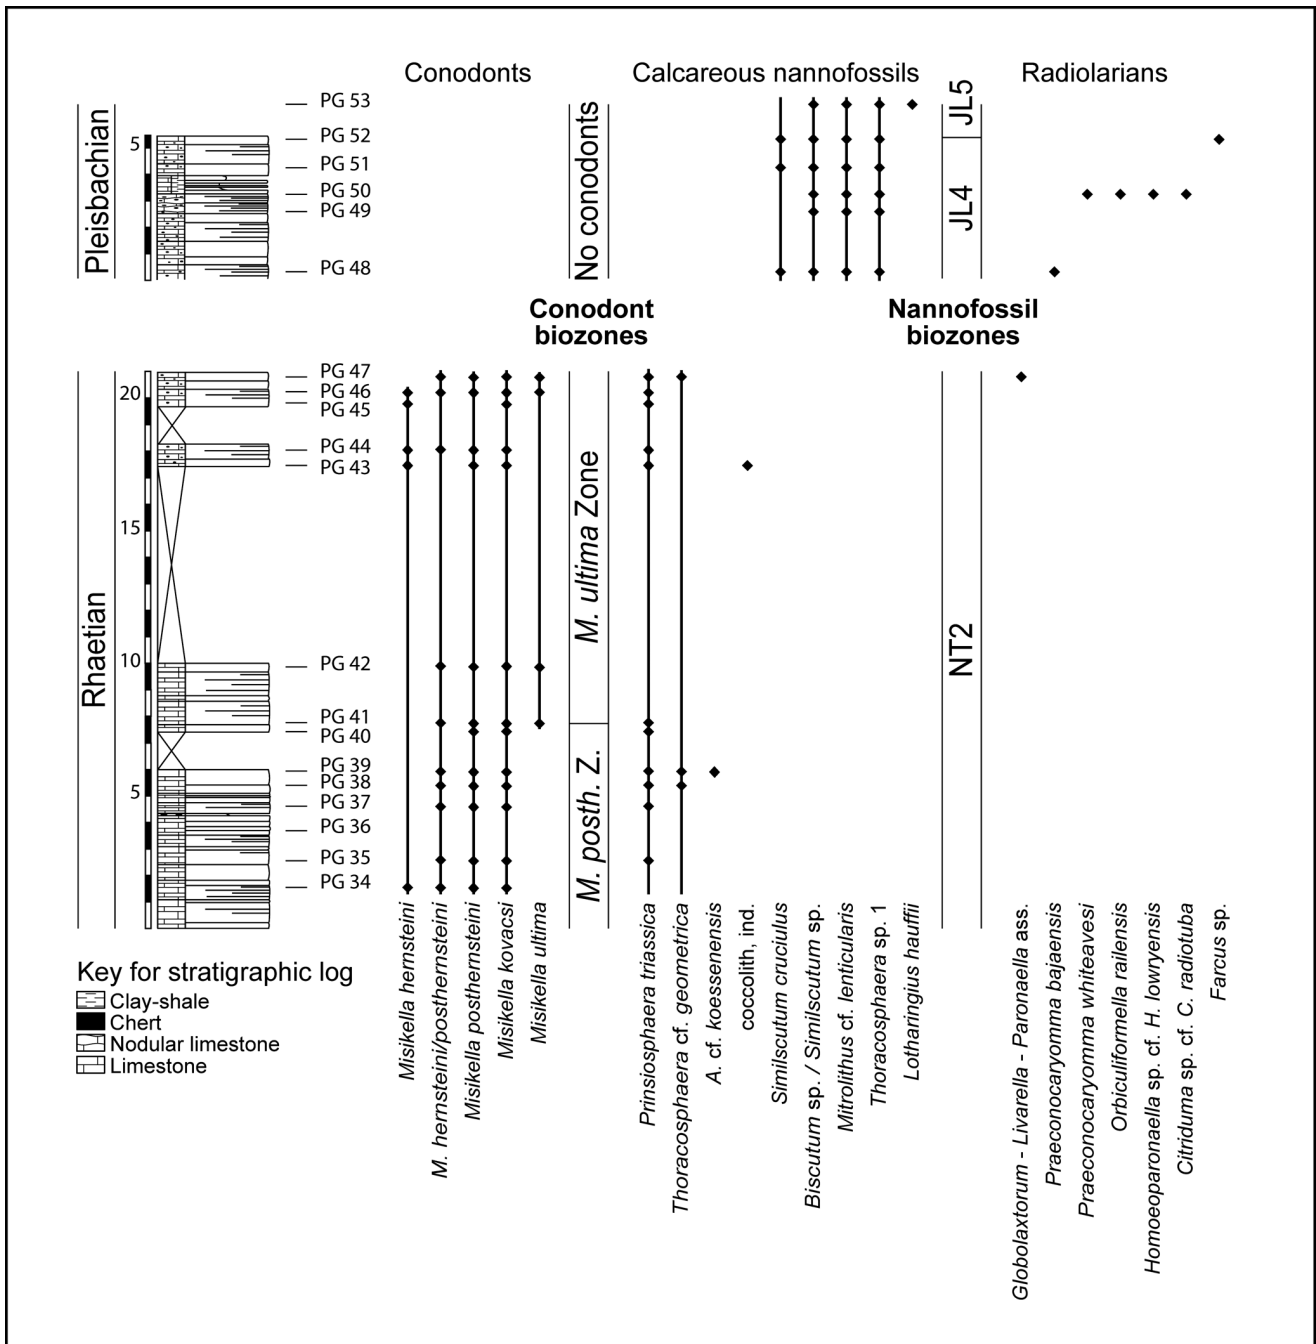 Conodonts
Calcareous nannofossils
Radiolarians
Pleisbachian
5
PG 53
PG 52
PG 51
PG 50
PG 49
PG 48
No conodonts
JL5
JL4
Conodont
biozones
Nannofossil
biozones
Rhaetian
20
15
10
5
PG 47
PG 46
PG 45
PG 44
PG 43
PG 42
PG 41
PG 40
PG 39
PG 38
PG 37
PG 36
PG 35
PG 34
M. ultima Zone
M. posth. Z.
NT2
Misikella hernsteini
M. hernsteini/posthernsteini
Misikella posthernsteini
Misikella kovacsi
Misikella ultima
Prinsiosphaera triassica
Thoracosphaera cf. geometrica
A. cf. koessenensis
coccolith, ind.
Similscutum cruciulus
Biscutum sp. / Similscutum sp.
Mitrolithus cf. lenticularis
Thoracosphaera sp. 1
Lotharingius hauffii
Globolaxtorum - Livarella - Paronaella ass.
Praeconocaryomma bajaensis
Praeconocaryomma whiteavesi
Orbiculiformella railensis
Homoeoparonaella sp. cf. H. lowryensis
Citriduma sp. cf. C. radiotuba
Farcus sp.
Key for stratigraphic log
Clay-shale
Chert
Nodular limestone
Limestone